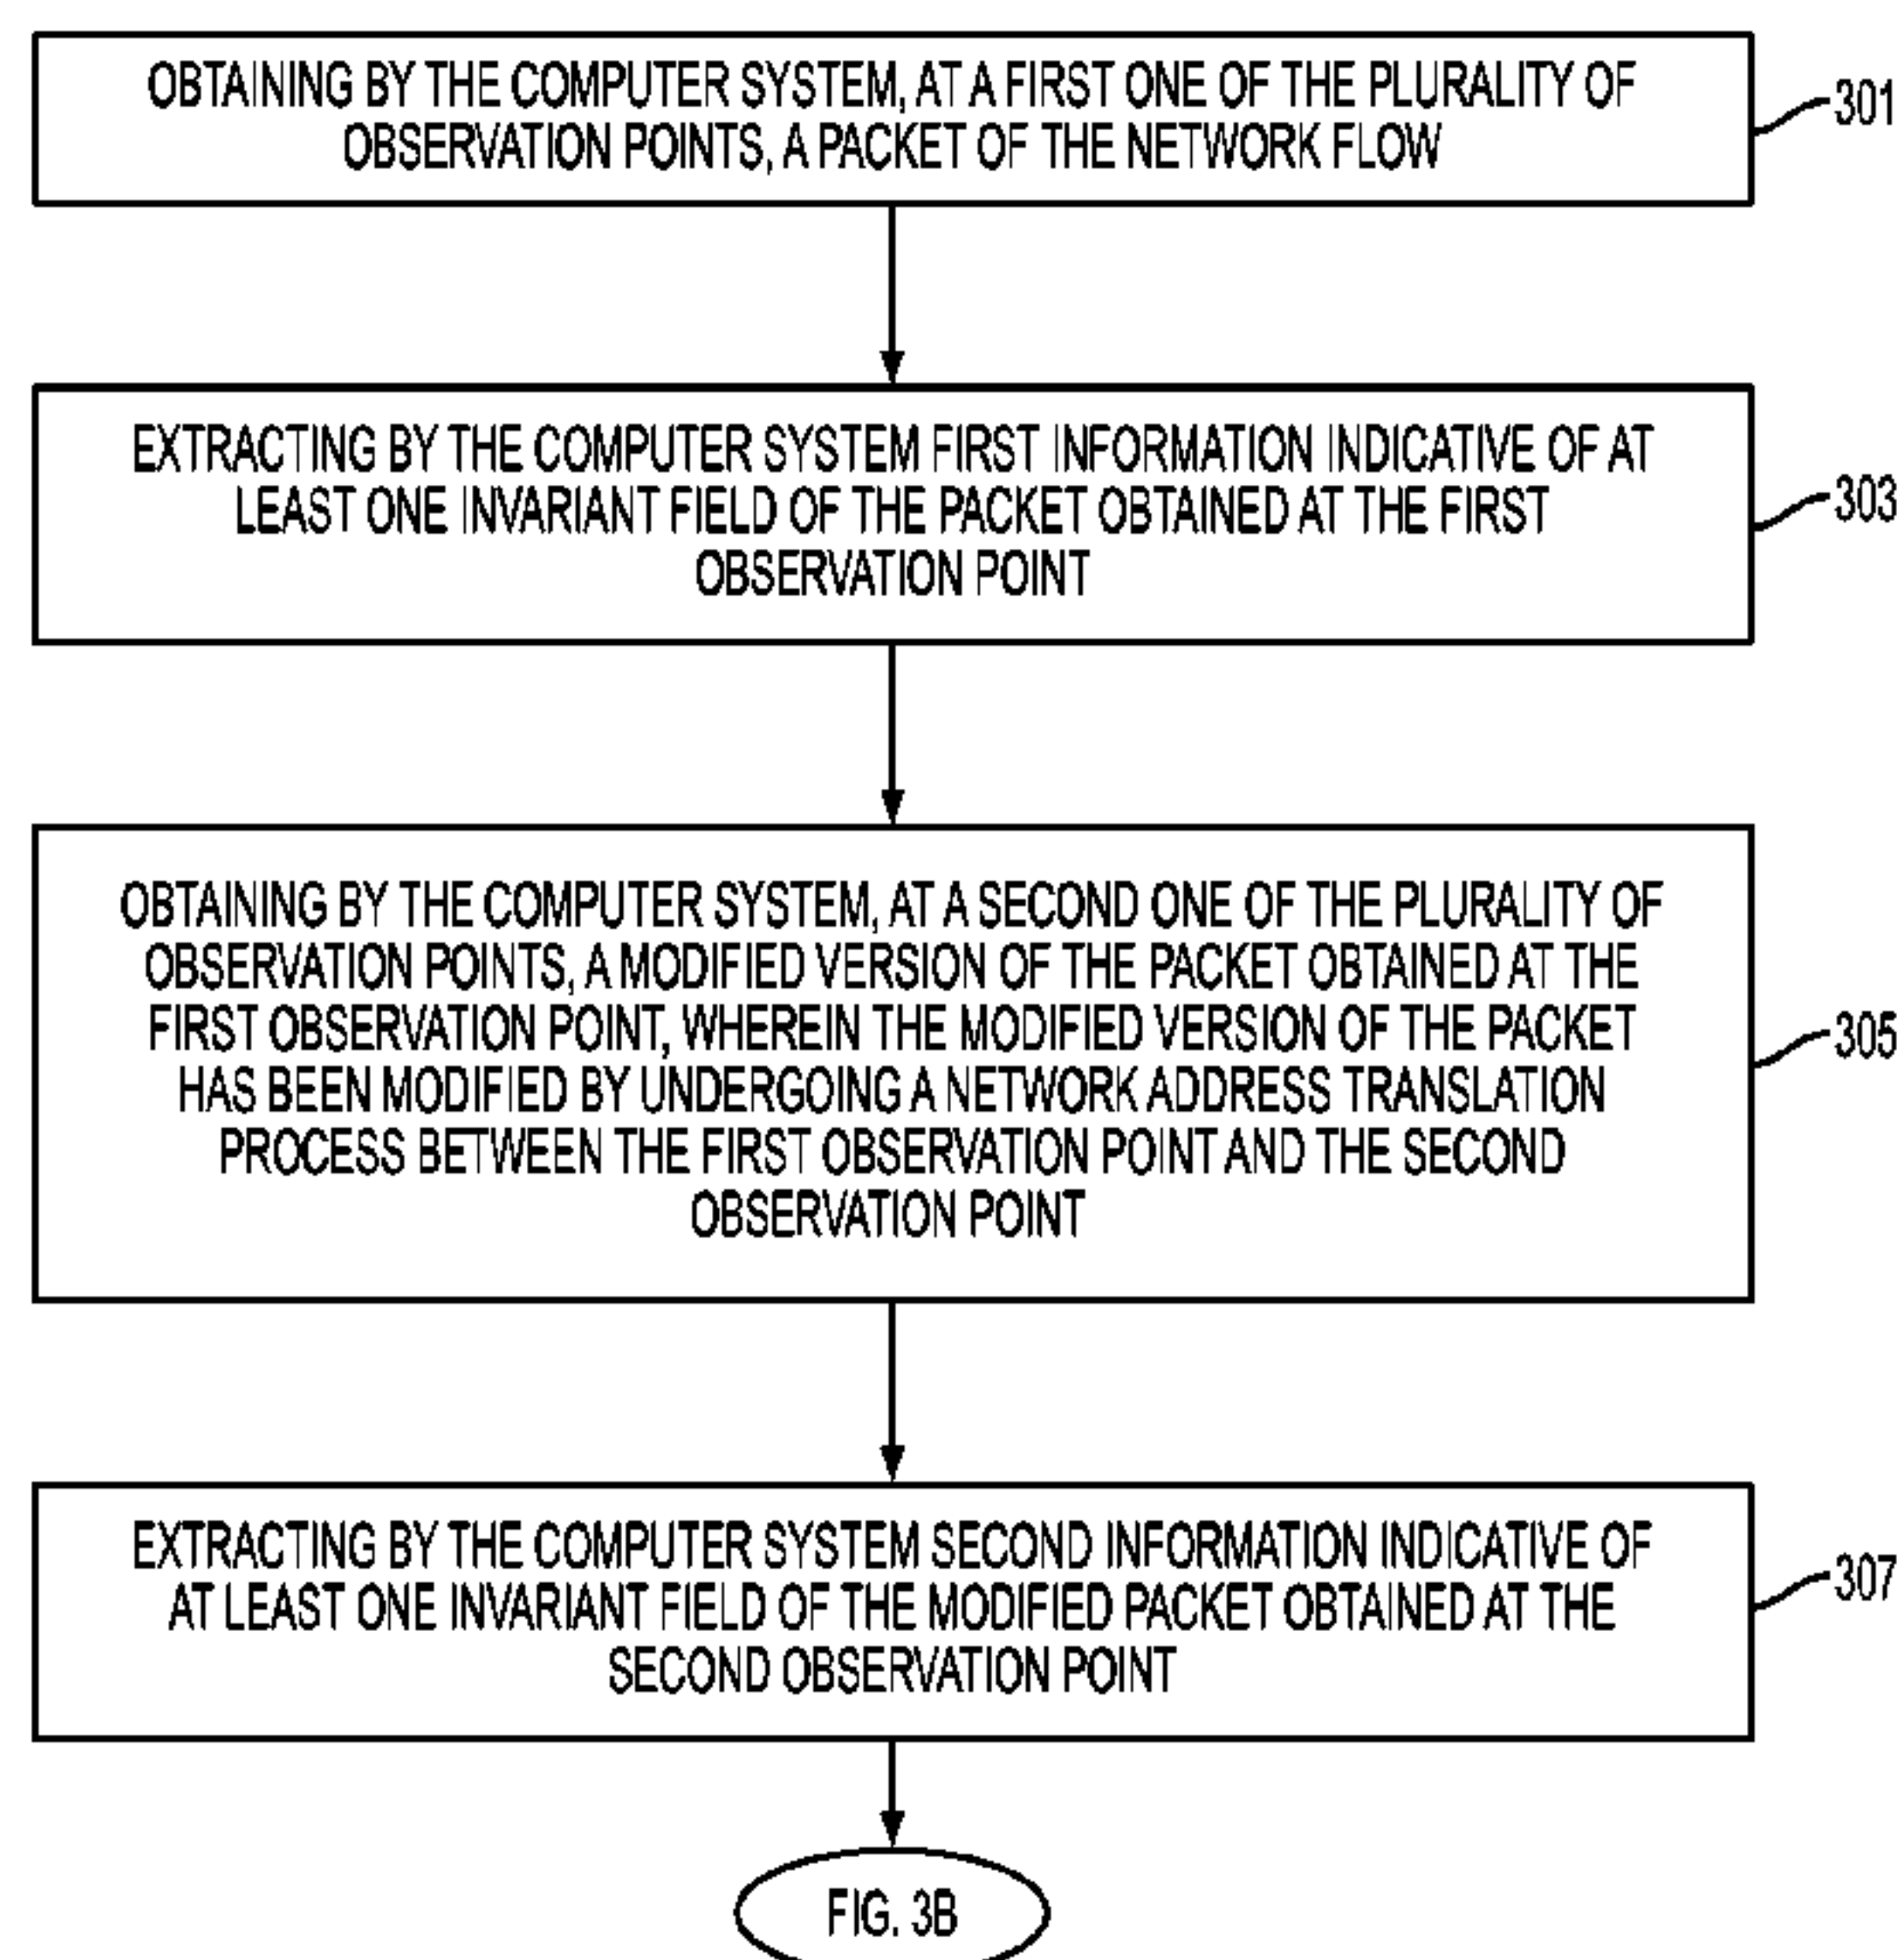 OBTAINING BY THE COMPUTER SYSTEM, AT A FIRST ONE OF THE PLURALITY OF
OBSERVATION POINTS, A PACKET OF THE NETWORK FLOW
301
EXTRACTING BY THE COMPUTER SYSTEM FIRST INFORMATION INDICATIVE OF AT
LEAST ONE INVARIANT FIELD OF THE PACKET OBTAINED AT THE FIRST
OBSERVATION POINT
303
OBTAINING BY THE COMPUTER SYSTEM, AT A SECOND ONE OF THE PLURALITY OF
OBSERVATION POINTS, A MODIFIED VERSION OF THE PACKET OBTAINED AT THE
FIRST OBSERVATION POINT, WHEREIN THE MODIFIED VERSION OF THE PACKET
HAS BEEN MODIFIED BY UNDERGOING A NETWORK ADDRESS TRANSLATION
PROCESS BETWEEN THE FIRST OBSERVATION POINT AND THE SECOND
OBSERVATION POINT
305
EXTRACTING BY THE COMPUTER SYSTEM SECOND INFORMATION INDICATIVE OF
AT LEAST ONE INVARIANT FIELD OF THE MODIFIED PACKET OBTAINED AT THE
SECOND OBSERVATION POINT
307
FIG. 3B